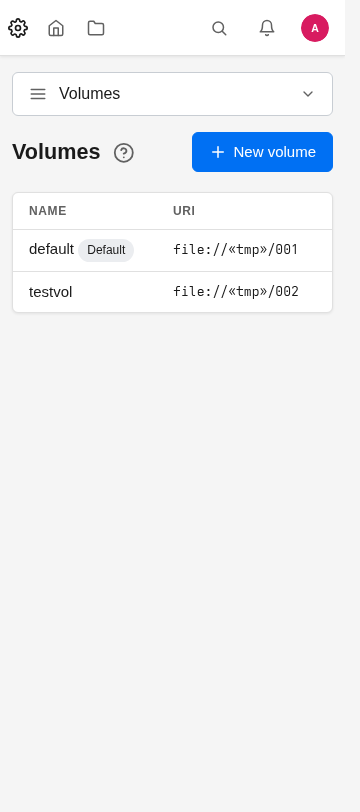 A
Volumes
Volumes
New volume
NAME URI
default Default file://«tmp»/001
testvol file://«tmp»/002